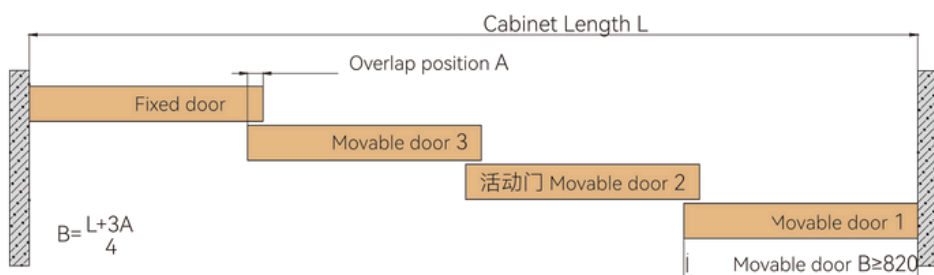 Cabinet Length L
Overlap position A
Fixed door
Movable door 3
活动门 Movable door 2
Movable door 1
B=L+3A/4
Movable door B≥820